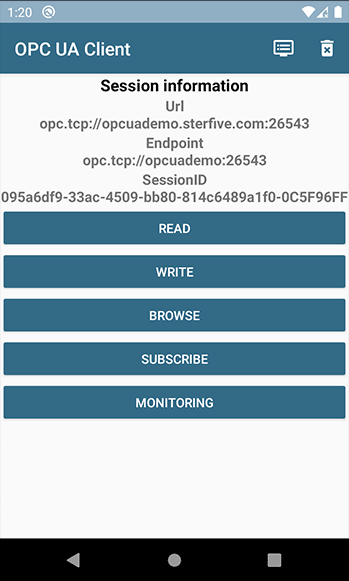 1:20
OPC UA Client
Session information
Url
opc.tcp://opcuademo.sterfive.com:26543
Endpoint
opc.tcp://opcuademo:26543
SessionID
095a6df9-33ac-4509-bb80-814c6489a1f0-0C5F96FF
READ
WRITE
BROWSE
SUBSCRIBE
MONITORING